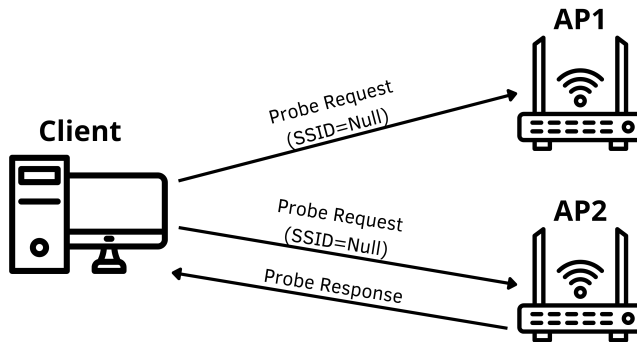 AP1
Probe Request
(SSID=Null)
Client
AP2
Probe Request
(SSID=Null)
Probe Response